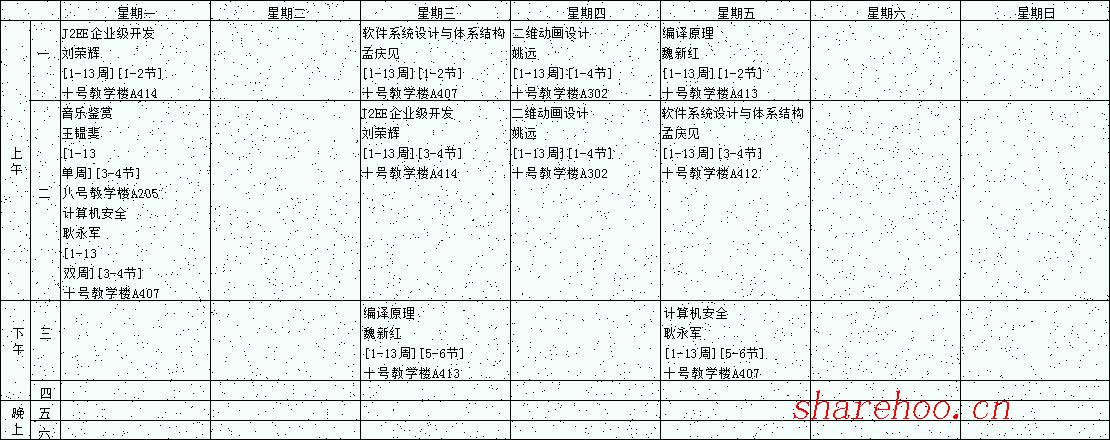 星期一 星期二 星期三 星期四 星期五 星期六 星期日
上午
一
J2EE企业级开发
刘荣辉
[1-13周][1-2节]
十号教学楼A414
软件系统设计与体系结构
孟庆见
[1-13周][1-2节]
十号教学楼A407
二维动画设计
姚远
[1-13周][1-4节]
十号教学楼A302
编译原理
魏新红
[1-13周][1-2节]
十号教学楼A413
二
音乐鉴赏
王韫斐
[1-13
单周][3-4节]
八号教学楼A205
计算机安全
耿永军
[1-13
双周][3-4节]
十号教学楼A407
J2EE企业级开发
刘荣辉
[1-13周][3-4节]
十号教学楼A414
二维动画设计
姚远
[1-13周][1-4节]
十号教学楼A302
软件系统设计与体系结构
孟庆见
[1-13周][3-4节]
十号教学楼A412
下午
三
编译原理
魏新红
[1-13周][5-6节]
十号教学楼A413
计算机安全
耿永军
[1-13周][5-6节]
十号教学楼A407
四
晚上
五
六
sharehoo.cn